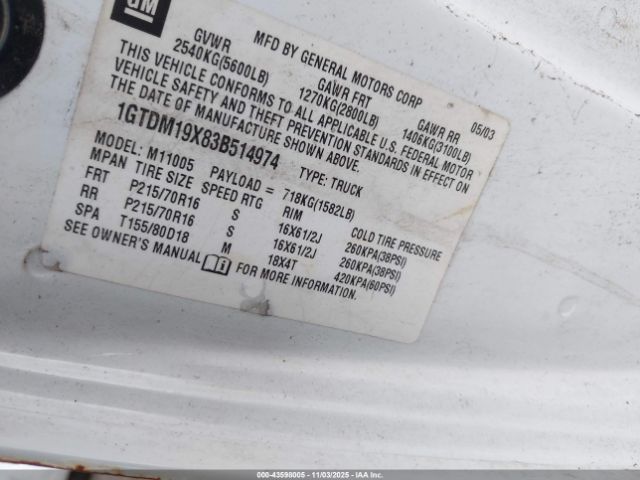 GM
MFD BY GENERAL MOTORS CORP 05/03
GVWR GAWR FRT GAWR RR
2540KG(5600LB) 1270KG(2800LB) 1406KG(3100LB)
THIS VEHICLE CONFORMS TO ALL APPLICABLE U.S. FEDERAL MOTOR
VEHICLE SAFETY AND THEFT PREVENTION STANDARDS IN EFFECT ON
THE DATE OF MANUFACTURE SHOWN ABOVE.
1GTDM19X83B514974 TYPE: TRUCK
MODEL: M11005 PAYLOAD = 718KG(1582LB)
MPAN TIRE SIZE SPEED RTG RIM COLD TIRE PRESSURE
FRT P215/70R16 S 16X61/2J 260KPA(38PSI)
RR P215/70R16 S 16X61/2J 260KPA(38PSI)
SPA T155/80D18 M 18X4T 420KPA(60PSI)
SEE OWNER'S MANUAL FOR MORE INFORMATION.
000-43598005 - 11/03/2025 - IAA Inc.